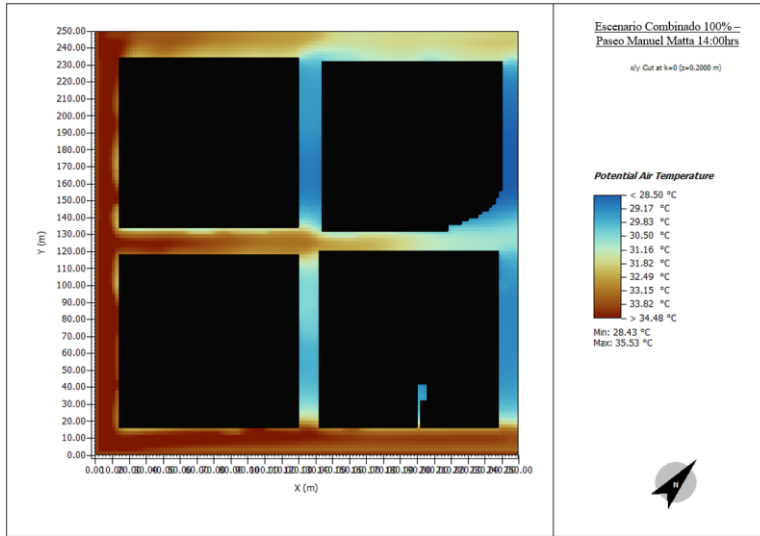 Escenario Combinado 100% –
Paseo Manuel Matta 14:00hrs
x/y Cut at k=0 (z=0.2000 m)
250.00
240.00
230.00
220.00
210.00
200.00
190.00
180.00
170.00
160.00
150.00
140.00
130.00
120.00
110.00
100.00
90.00
80.00
70.00
60.00
50.00
40.00
30.00
20.00
10.00
0.00
Y (m)
X (m)
Potential Air Temperature
< 28.50 °C
29.17 °C
29.83 °C
30.50 °C
31.16 °C
31.82 °C
32.49 °C
33.15 °C
33.82 °C
> 34.48 °C
Min: 28.43 °C
Max: 35.53 °C
N